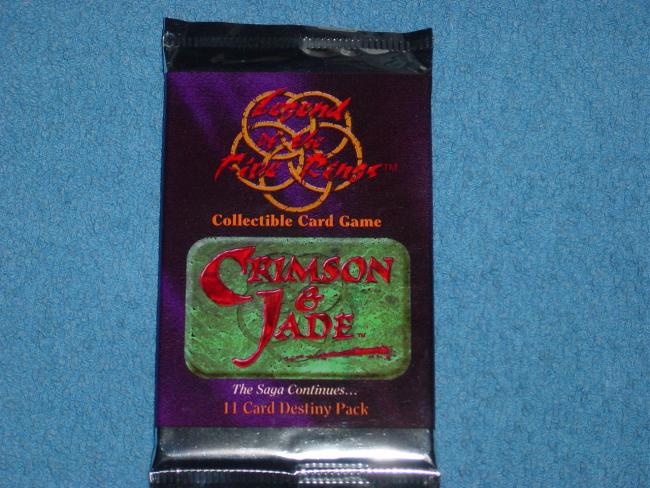 Legend
of the
Five Rings™
Collectible Card Game
CRIMSON
&
JADE™
The Saga Continues...
11 Card Destiny Pack